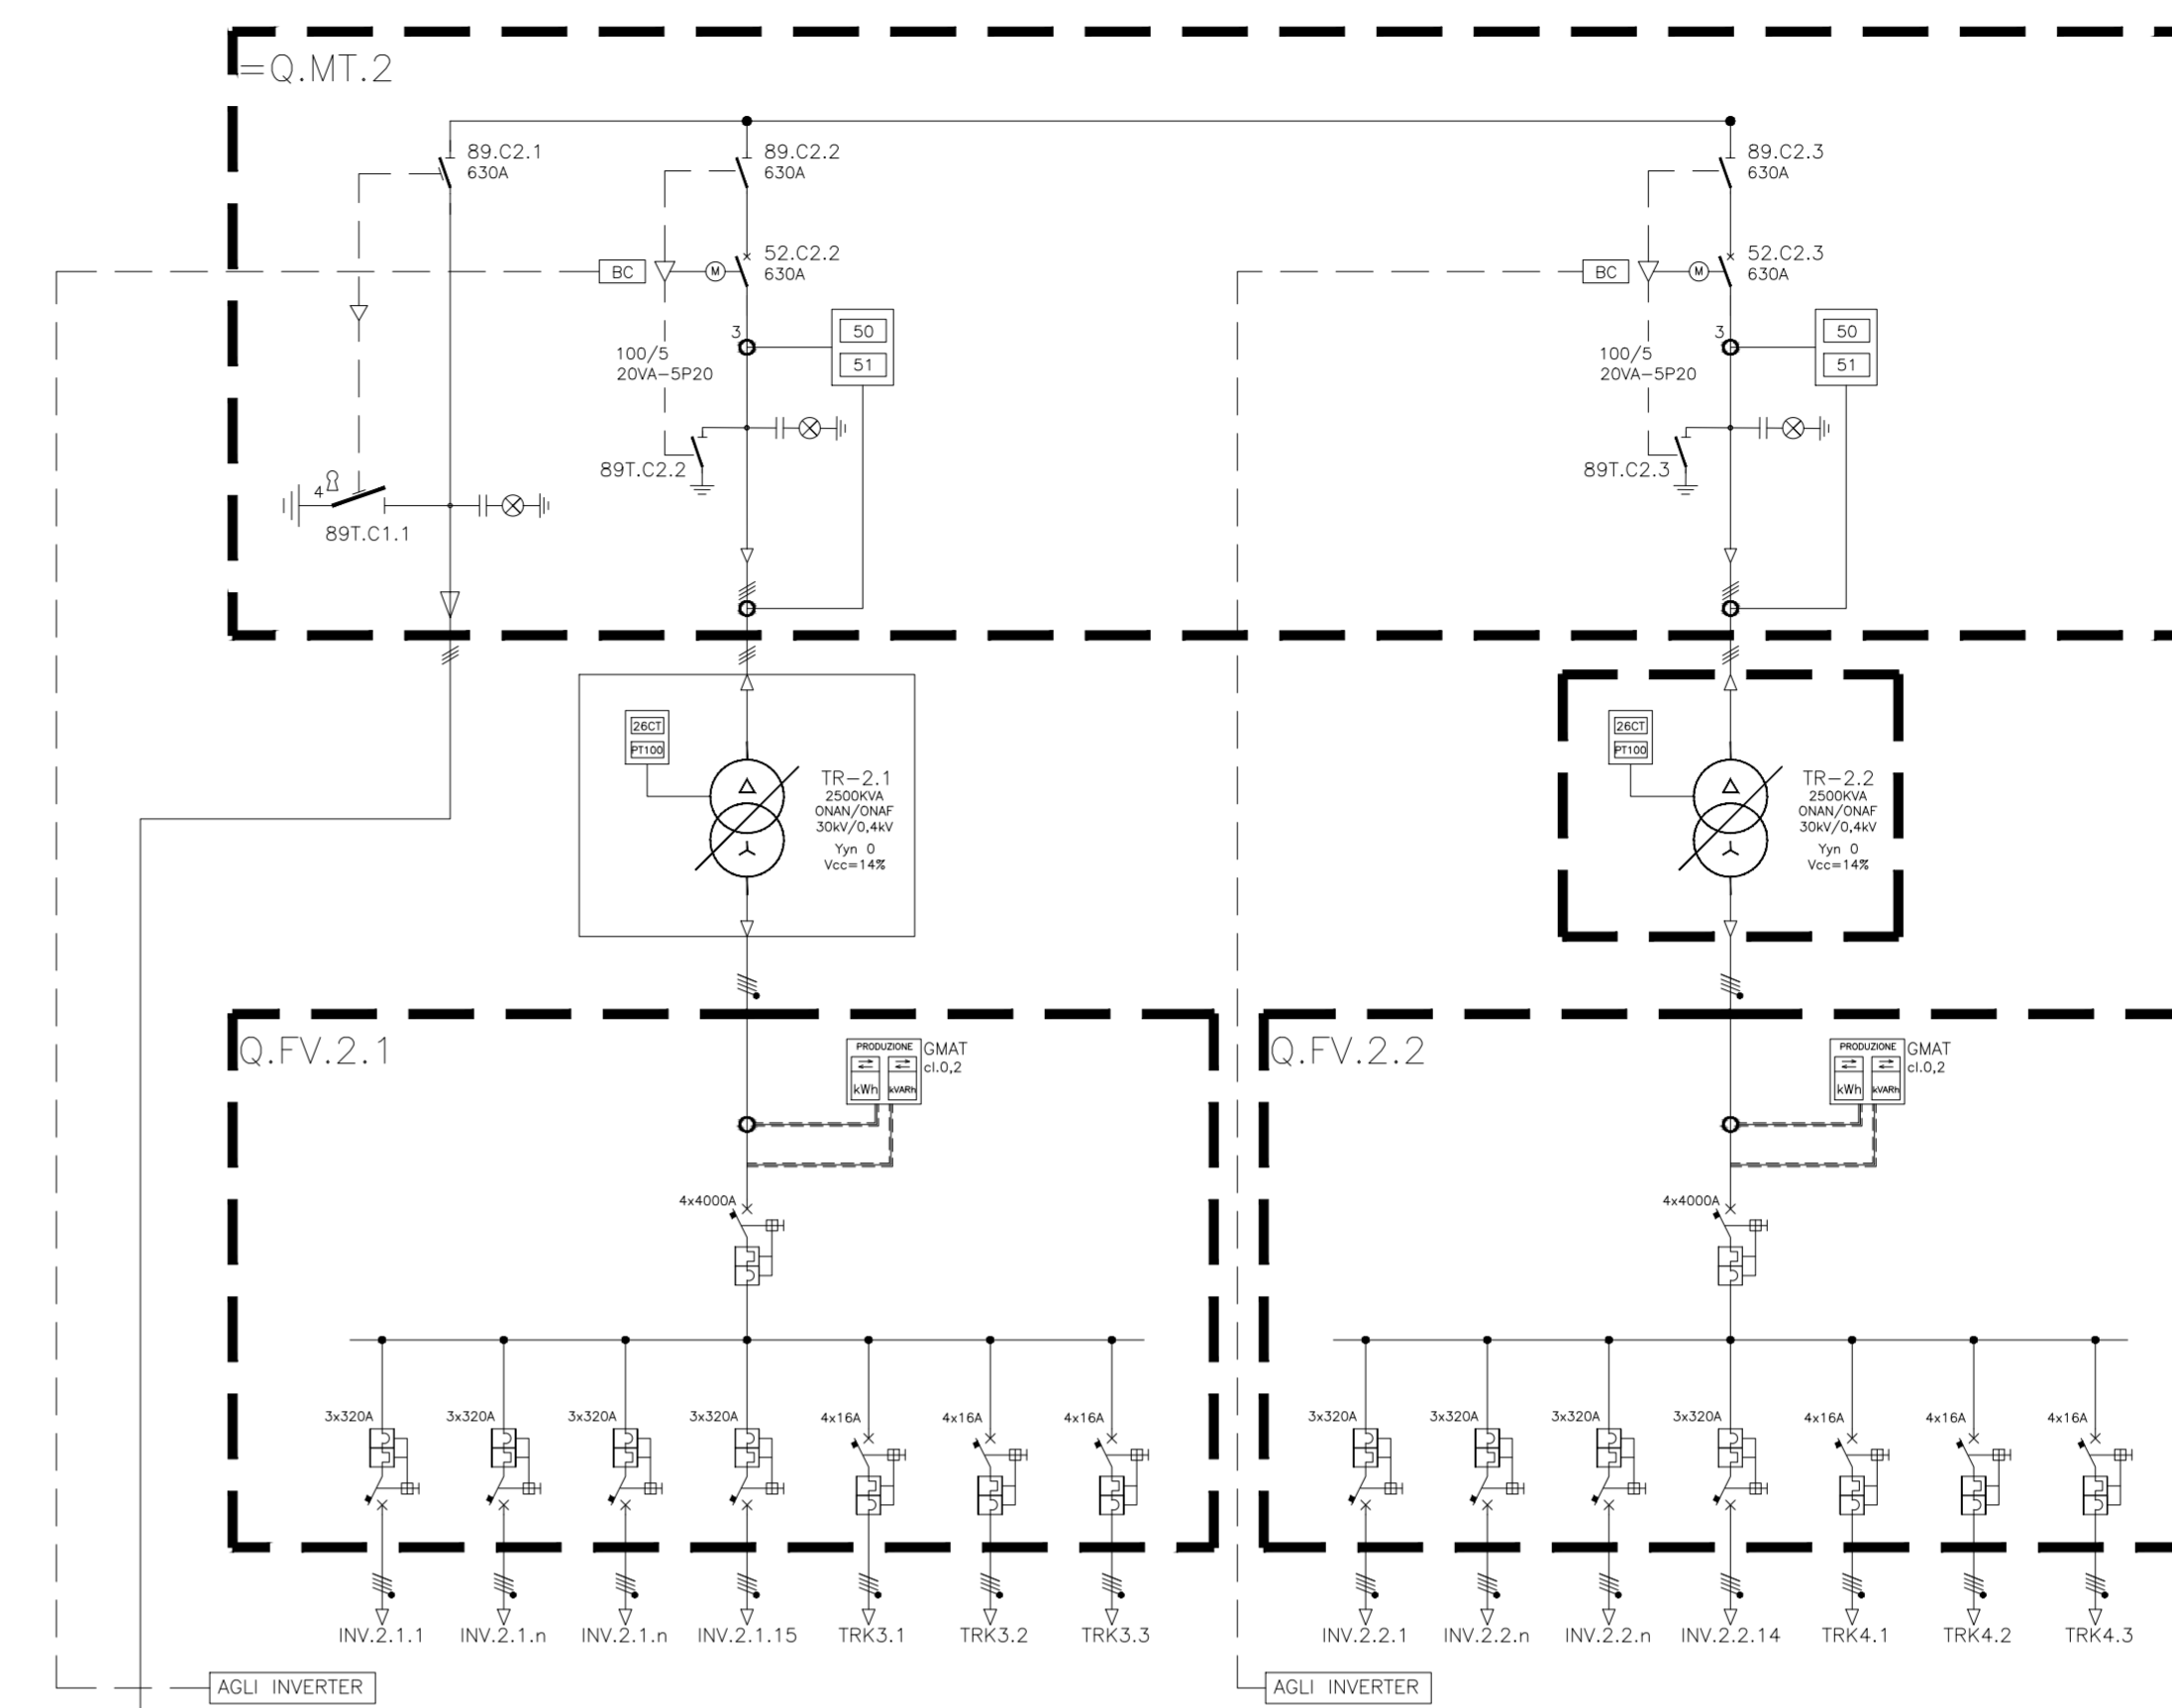 =Q.MT.2
89.C2.1
630A
89.C2.2
630A
89.C2.3
630A
BC
M
52.C2.2
630A
BC
M
52.C2.3
630A
3
50
51
100/5
20VA-5P20
3
50
51
100/5
20VA-5P20
89T.C2.2
89T.C2.3
4
89T.C1.1
26CT
PT100
TR-2.1
2500KVA
ONAN/ONAF
30kV/0,4kV
Yyn 0
Vcc=14%
26CT
PT100
TR-2.2
2500KVA
ONAN/ONAF
30kV/0,4kV
Yyn 0
Vcc=14%
Q.FV.2.1
PRODUZIONE
kWh
kVARh
GMAT
cl.0,2
Q.FV.2.2
PRODUZIONE
kWh
kVARh
GMAT
cl.0,2
4x4000A
4x4000A
3x320A
3x320A
3x320A
3x320A
4x16A
4x16A
4x16A
3x320A
3x320A
3x320A
3x320A
4x16A
4x16A
4x16A
INV.2.1.1
INV.2.1.n
INV.2.1.n
INV.2.1.15
TRK3.1
TRK3.2
TRK3.3
INV.2.2.1
INV.2.2.n
INV.2.2.n
INV.2.2.14
TRK4.1
TRK4.2
TRK4.3
AGLI INVERTER
AGLI INVERTER